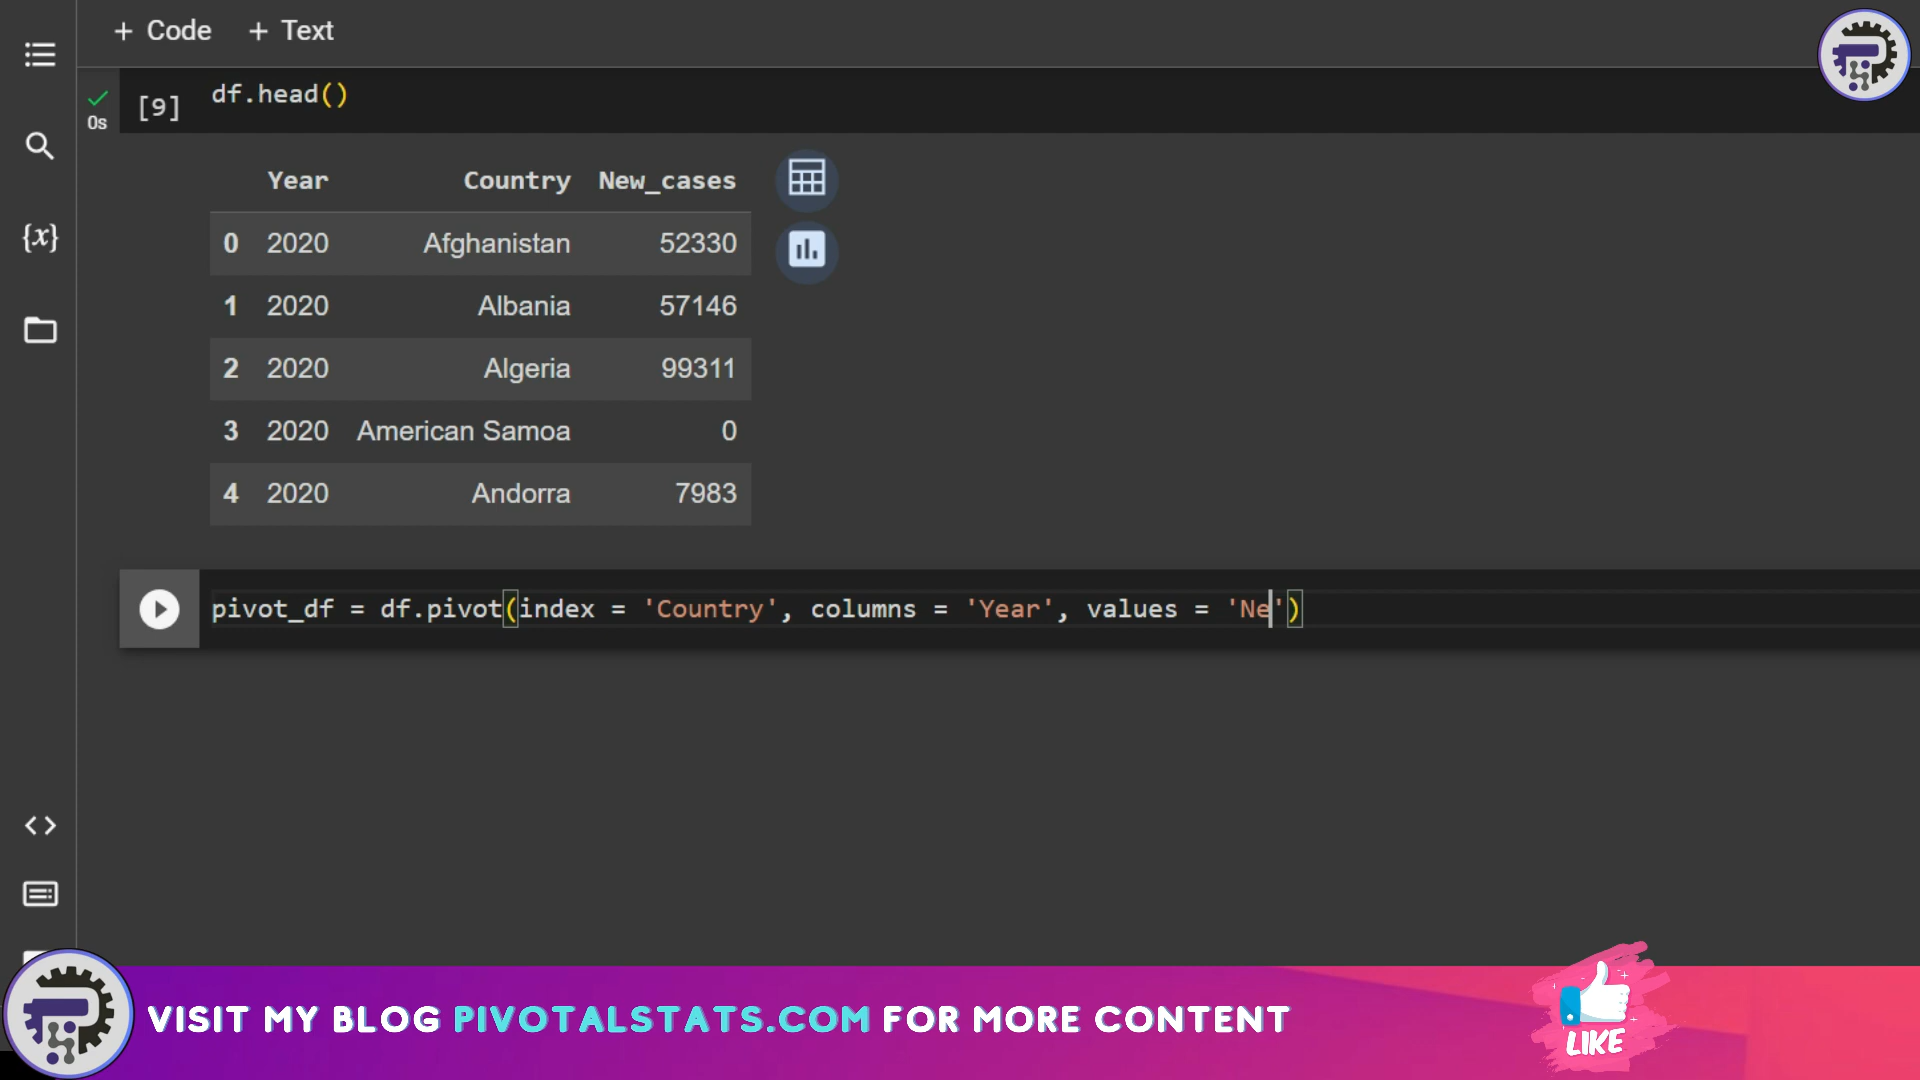 + Code + Text
0s
[9] df.head()
Year Country New_cases
0 2020 Afghanistan 52330
1 2020 Albania 57146
2 2020 Algeria 99311
3 2020 American Samoa 0
4 2020 Andorra 7983
{x}
pivot_df = df.pivot(index = 'Country', columns = 'Year', values = 'Ne')
VISIT MY BLOG PIVOTALSTATS.COM FOR MORE CONTENT
LIKE